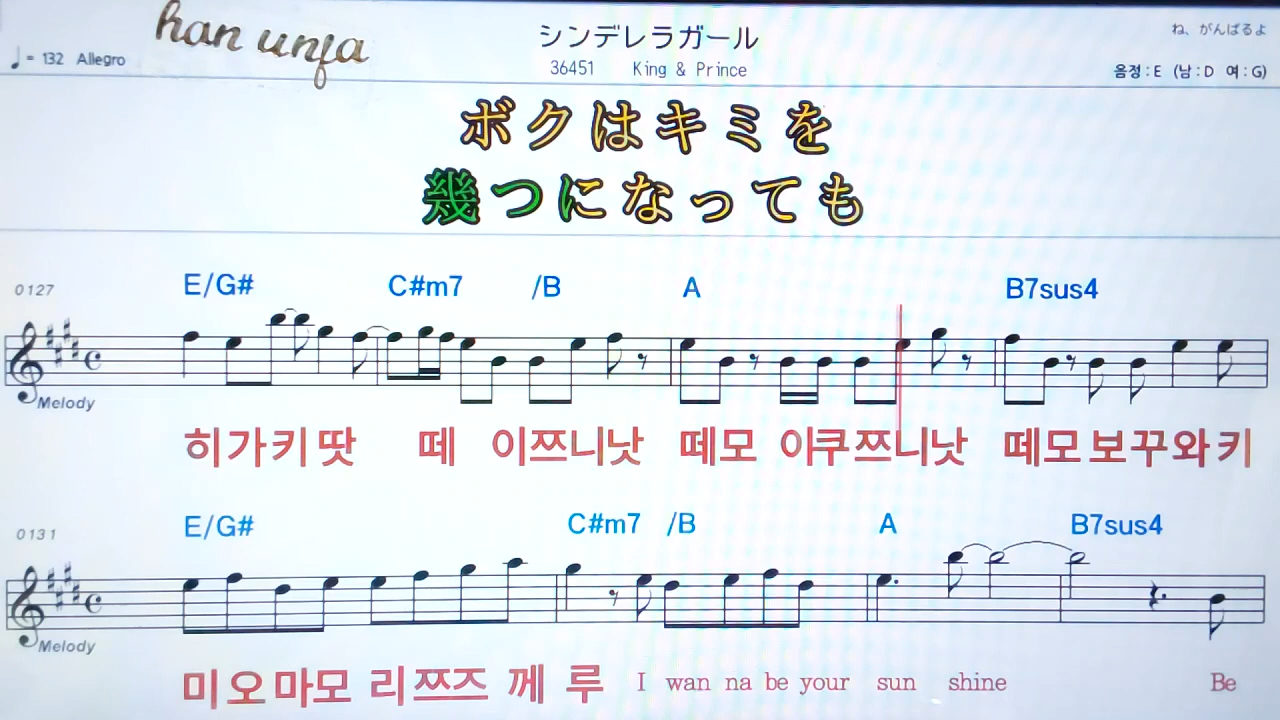 han unfa
シンデレラガール
ね、がんばるよ
♩= 132 Allegro
36451 King & Prince
음정:E (남:D 여:G)
ボクはキミを
幾つになっても
0127 E/G# C#m7 /B A B7sus4
Melody
히가키땃 떼 이쯔니낫 떼모 이쿠쯔니낫 떼모보꾸와키
0131 E/G# C#m7 /B A B7sus4
Melody
미오마모 리쯔즈 께 루 I wan na be your sun shine Be